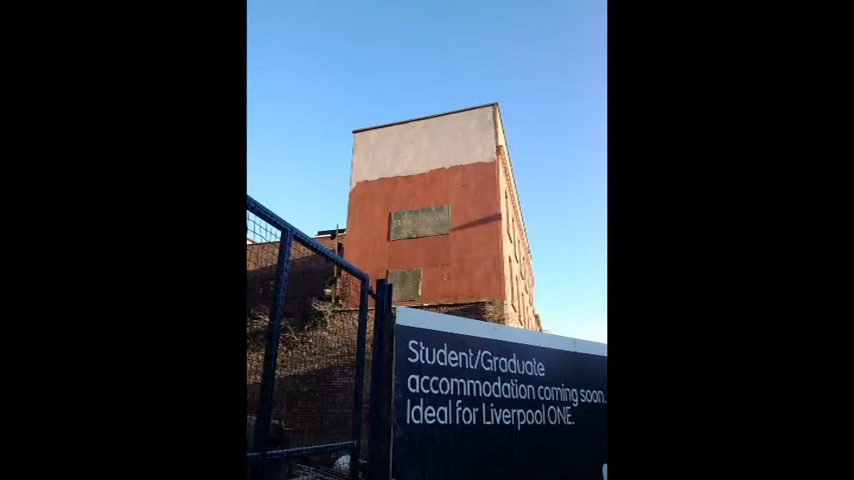 Student/Graduate
accommodation coming soon.
Ideal for Liverpool ONE.